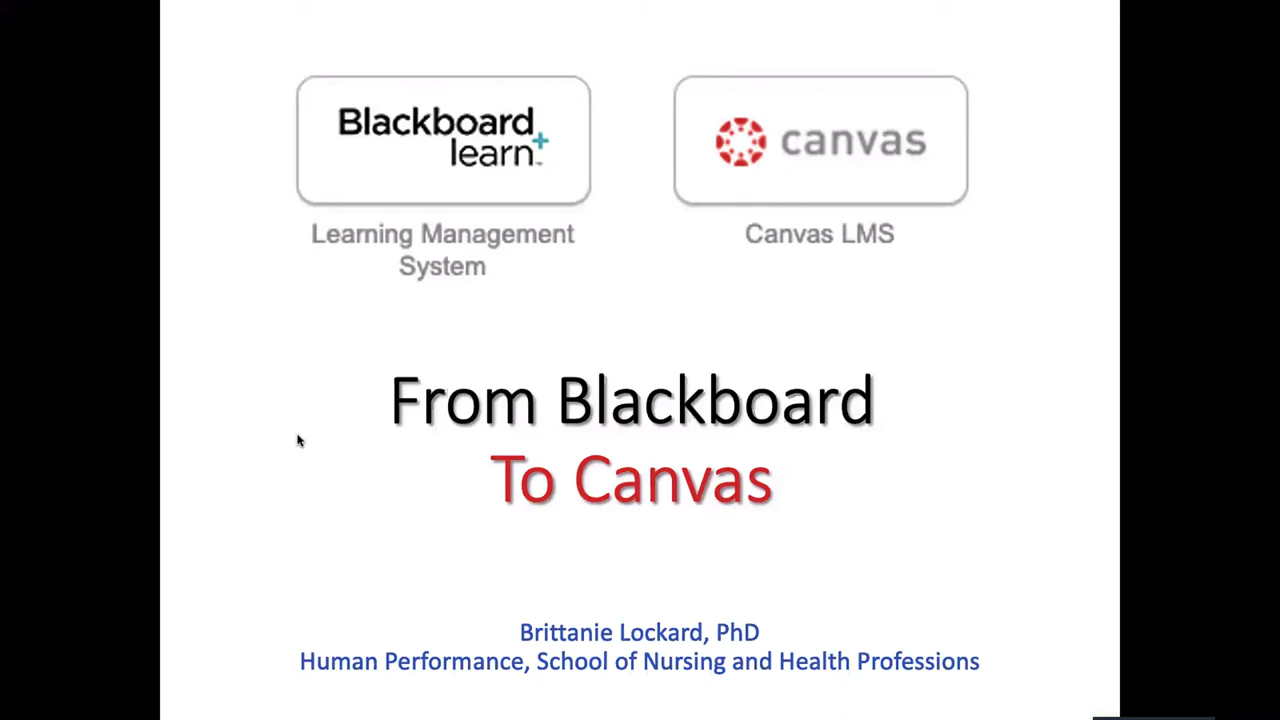 Blackboard
learn™
canvas
Learning Management
System
Canvas LMS
From Blackboard
To Canvas
Brittanie Lockard, PhD
Human Performance, School of Nursing and Health Professions